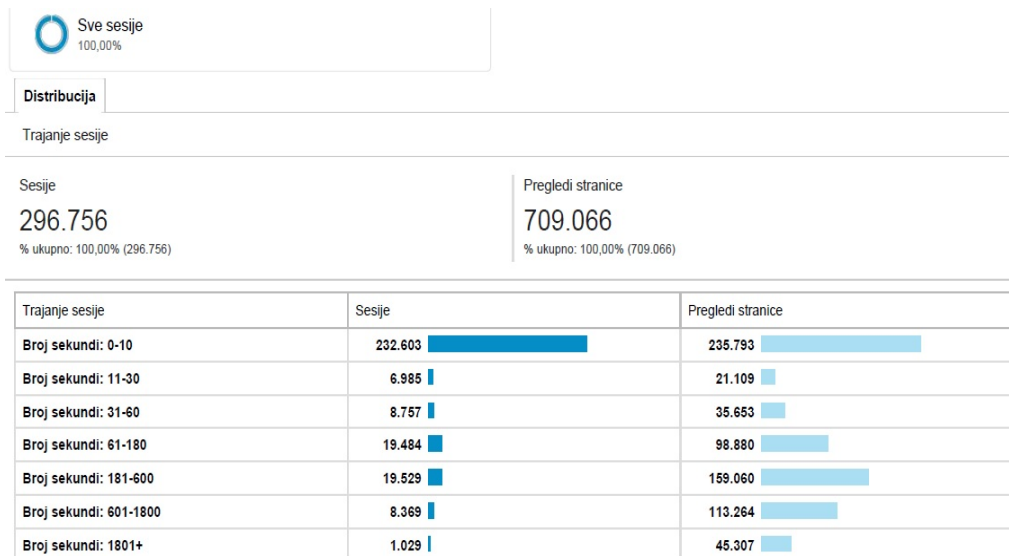 Sve sesije
100,00%
Distribucija
Trajanje sesije
Sesije Pregledi stranice
296.756 709.066
% ukupno: 100,00% (296.756) % ukupno: 100,00% (709.066)
Trajanje sesije Sesije Pregledi stranice
Broj sekundi: 0-10 232.603 235.793
Broj sekundi: 11-30 6.985 21.109
Broj sekundi: 31-60 8.757 35.653
Broj sekundi: 61-180 19.484 98.880
Broj sekundi: 181-600 19.529 159.060
Broj sekundi: 601-1800 8.369 113.264
Broj sekundi: 1801+ 1.029 45.307